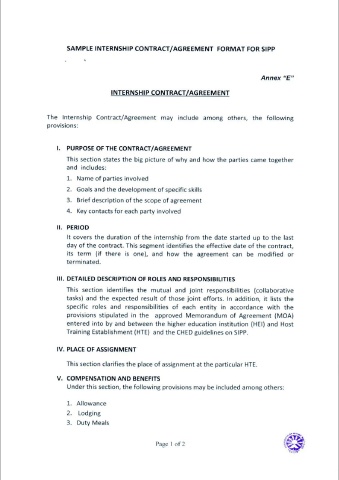 SAMPLE INTERNSHIP CONTRACT/AGREEMENT FORMAT FOR SIPP
Annex "E"
INTERNSHIP CONTRACT/AGREEMENT
The Internship Contract/Agreement may include among others, the following
provisions:
I. PURPOSE OF THE CONTRACT/AGREEMENT
This section states the big picture of why and how the parties came together
and includes:
1. Name of parties involved
2. Goals and the development of specific skills
3. Brief description of the scope of agreement
4. Key contacts for each party involved
II. PERIOD
It covers the duration of the internship from the date started up to the last
day of the contract. This segment identifies the effective date of the contract,
its term (if there is one), and how the agreement can be modified or
terminated.
III. DETAILED DESCRIPTION OF ROLES AND RESPONSIBILITIES
This section identifies the mutual and joint responsibilities (collaborative
tasks) and the expected result of those joint efforts. In addition, it lists the
specific roles and responsibilities of each entity in accordance with the
provisions stipulated in the approved Memorandum of Agreement (MOA)
entered into by and between the higher education institution (HEI) and Host
Training Establishment (HTE) and the CHED guidelines on SIPP.
IV. PLACE OF ASSIGNMENT
This section clarifies the place of assignment at the particular HTE.
V. COMPENSATION AND BENEFITS
Under this section, the following provisions may be included among others:
1. Allowance
2. Lodging
3. Duty Meals
Page 1 of 2